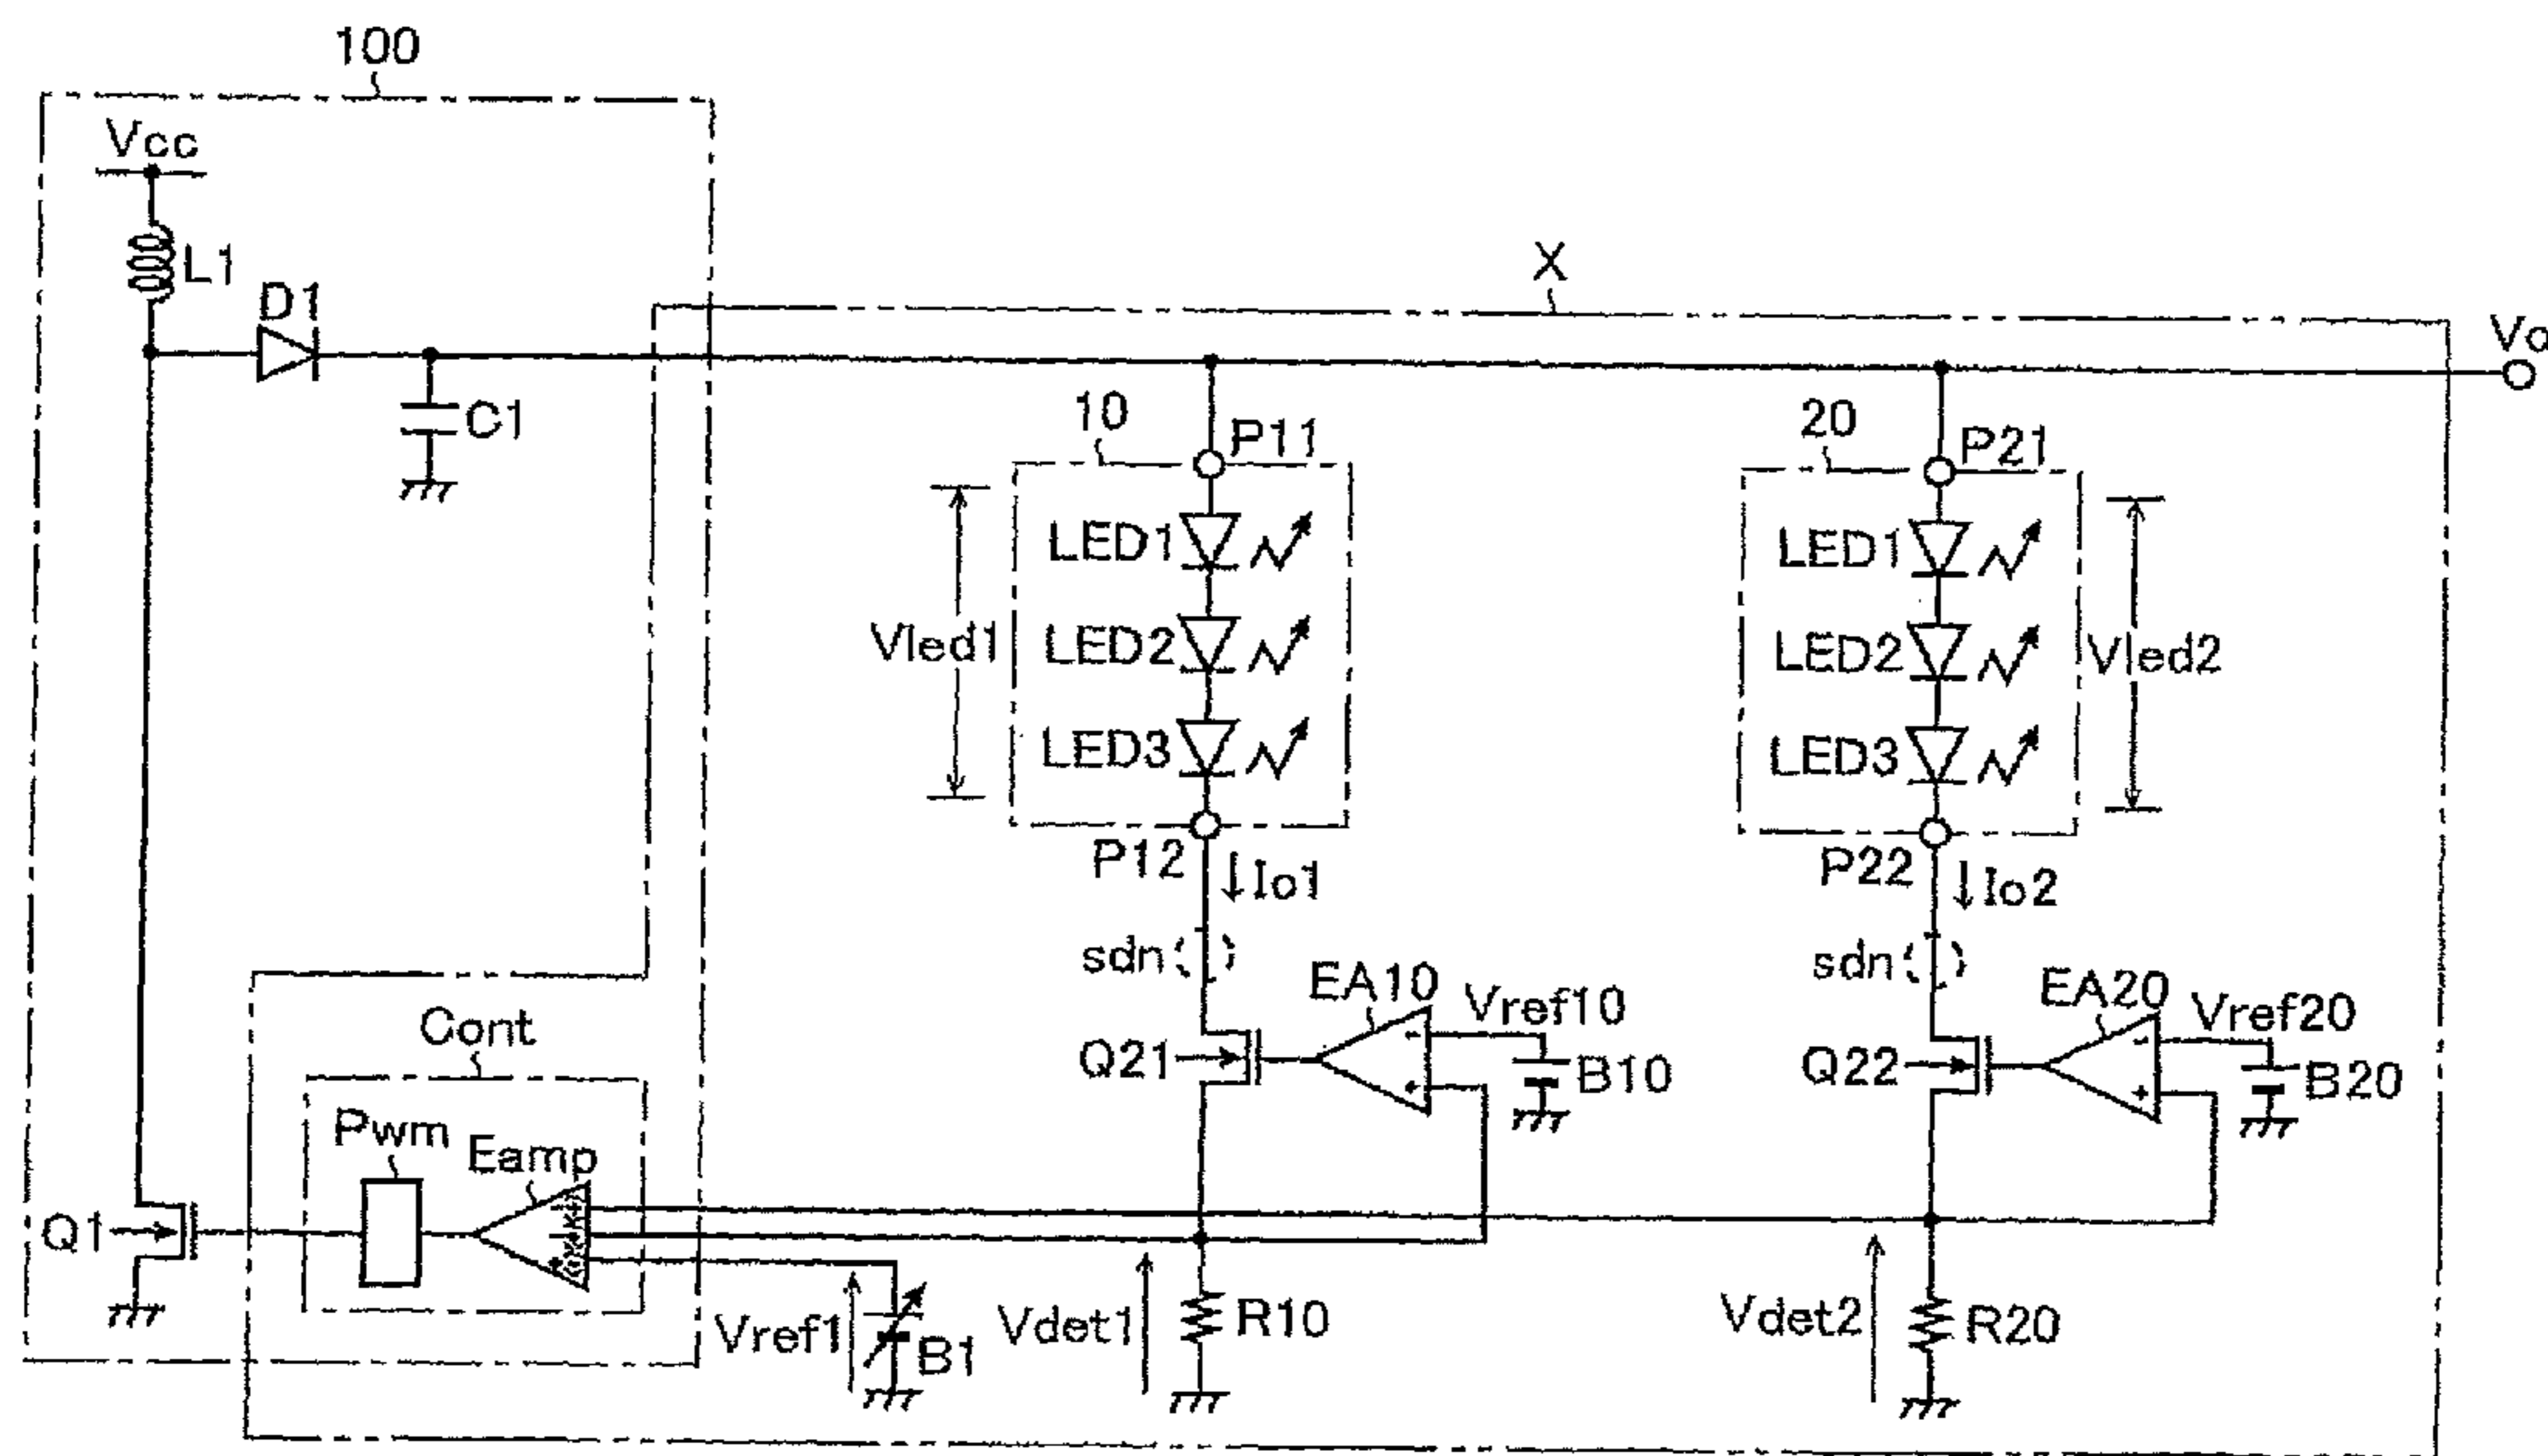 100
Vcc
L1
D1
C1
X
Vo
10
P11
LED1
LED2
LED3
Vled1
P12
Io1
sdn
20
P21
LED1
LED2
LED3
Vled2
P22
Io2
sdn
EA10
Vref10
-
+
B10
Q21
EA20
Vref20
-
+
B20
Q22
Cont
Pwm
Eamp
Q1
Vref1
B1
Vdet1
R10
Vdet2
R20